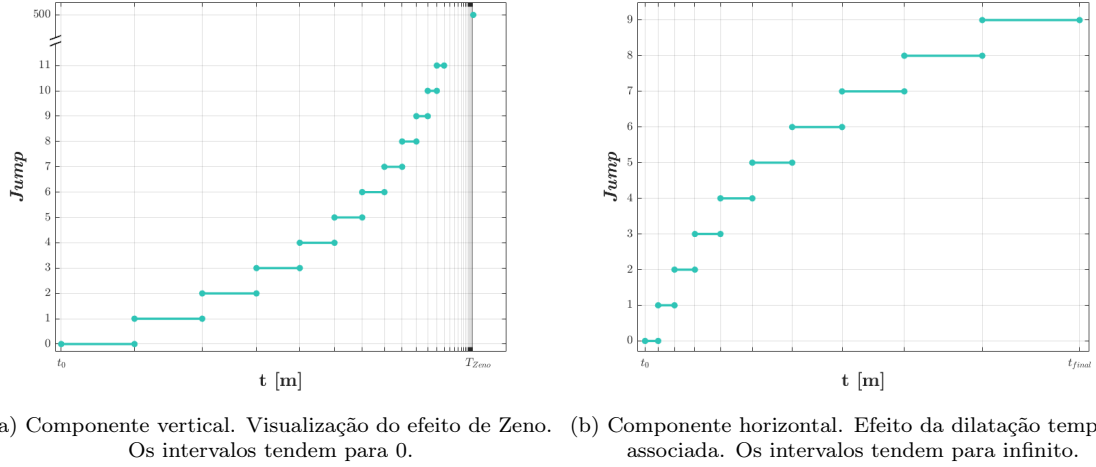 500
11
10
9
8
7
6
5
4
3
2
1
0
Jump
t₀
T_Zeno
t [m]
9
8
7
6
5
4
3
2
1
0
Jump
t₀
t_final
t [m]
a) Componente vertical. Visualização do efeito de Zeno.
Os intervalos tendem para 0.
(b) Componente horizontal. Efeito da dilatação temp
associada. Os intervalos tendem para infinito.